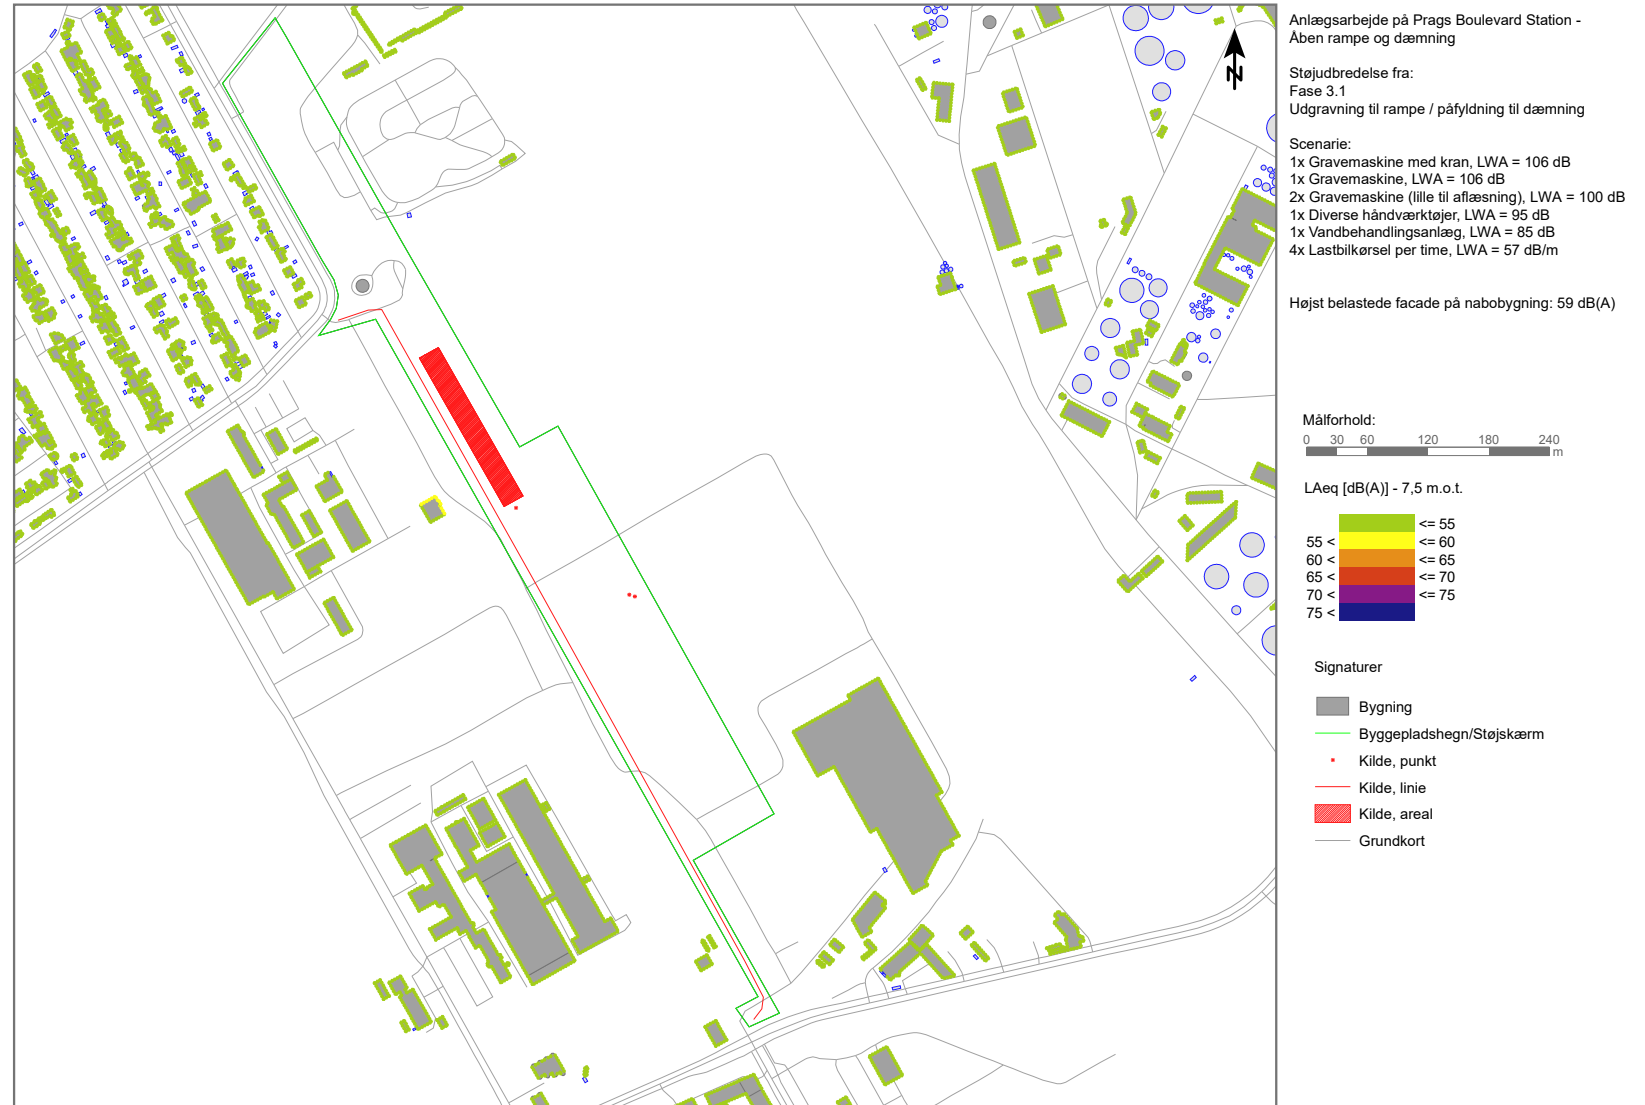 Anlægsarbejde på Prags Boulevard Station -
Åben rampe og dæmning
Støjudbredelse fra:
Fase 3.1
Udgravning til rampe / påfyldning til dæmning
Scenarie:
1x Gravemaskine med kran, LWA = 106 dB
1x Gravemaskine, LWA = 106 dB
2x Gravemaskine (lille til aflæsning), LWA = 100 dB
1x Diverse håndværktøjer, LWA = 95 dB
1x Vandbehandlingsanlæg, LWA = 85 dB
4x Lastbilkørsel per time, LWA = 57 dB/m
Højst belastede facade på nabobygning: 59 dB(A)
N
Målforhold:
0 30 60 120 180 240
m
LAeq [dB(A)] - 7,5 m.o.t.
<= 55
55 < <= 60
60 < <= 65
65 < <= 70
70 < <= 75
75 <
Signaturer
Bygning
Byggepladshegn/Støjskærm
Kilde, punkt
Kilde, linie
Kilde, areal
Grundkort